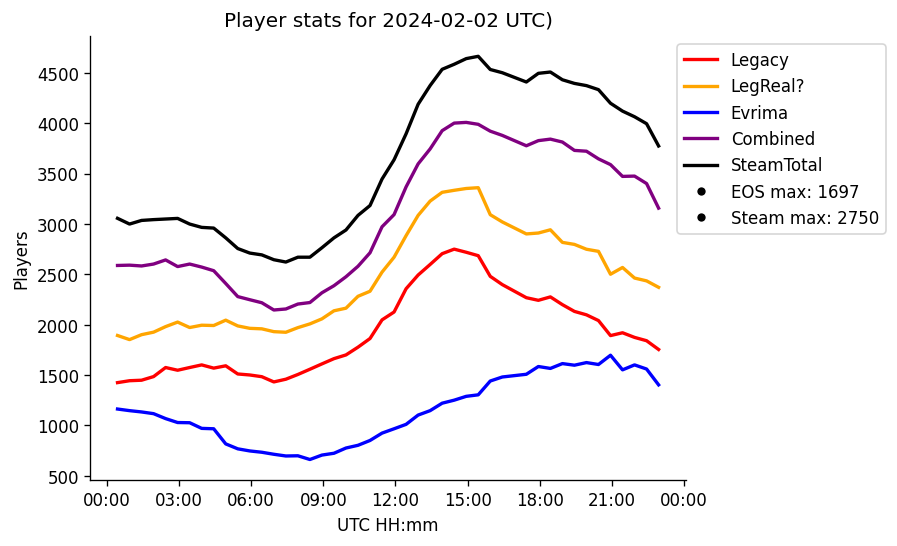 Player stats for 2024-02-02 UTC)
Legacy
LegReal?
Evrima
Combined
SteamTotal
EOS max: 1697
Steam max: 2750
Players
4500
4000
3500
3000
2500
2000
1500
1000
500
00:00 03:00 06:00 09:00 12:00 15:00 18:00 21:00 00:00
UTC HH:mm